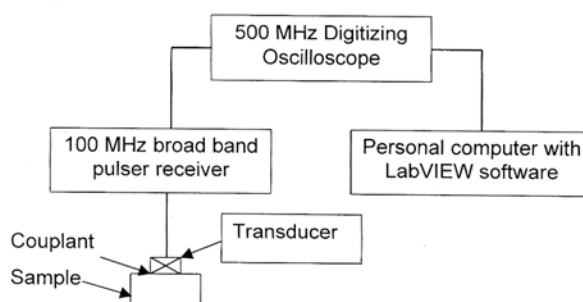 500 MHz Digitizing
Oscilloscope
100 MHz broad band
pulser receiver
Personal computer with
LabVIEW software
Transducer
Couplant
Sample